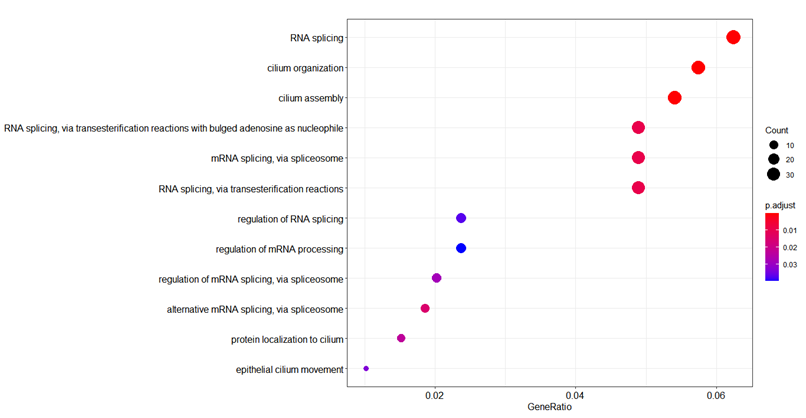 RNA splicing
cilium organization
cilium assembly
RNA splicing, via transesterification reactions with bulged adenosine as nucleophile
mRNA splicing, via spliceosome
RNA splicing, via transesterification reactions
regulation of RNA splicing
regulation of mRNA processing
regulation of mRNA splicing, via spliceosome
alternative mRNA splicing, via spliceosome
protein localization to cilium
epithelial cilium movement
0.02 0.04 0.06
GeneRatio
Count
10
20
30
p.adjust
0.01
0.02
0.03